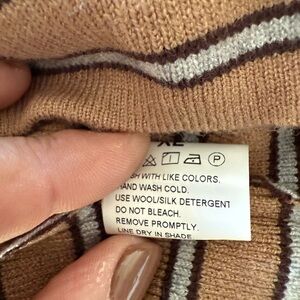 XL
P
WITH LIKE COLORS.
HAND WASH COLD.
USE WOOL/SILK DETERGENT
DO NOT BLEACH.
REMOVE PROMPTLY.
LINE DRY IN SHADE